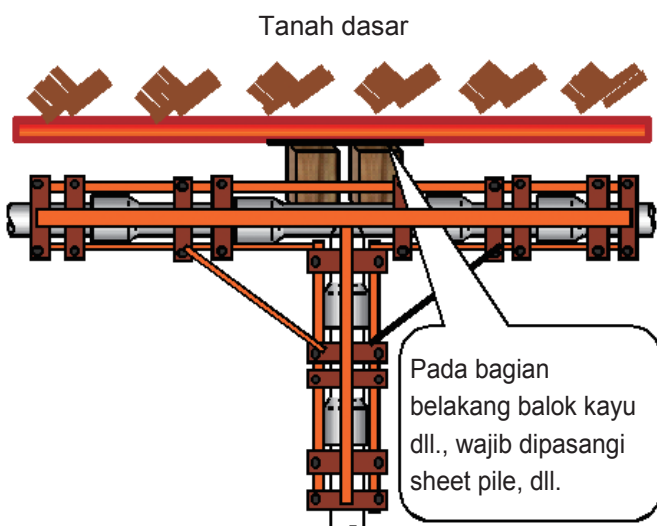 Tanah dasar
Pada bagian
belakang balok kayu
dll., wajib dipasangi
sheet pile, dll.